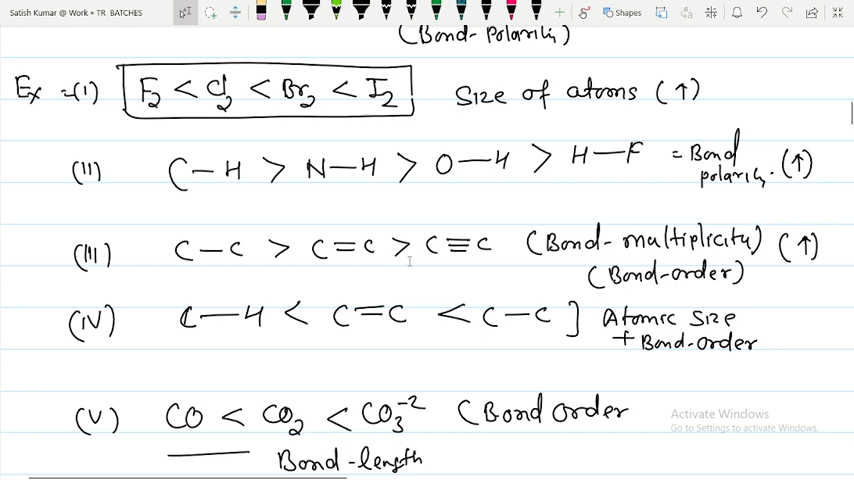 Satish Kumar @ Work » TR BATCHES
Shapes
(Bond-Polarity)
Ex =(I) F₂ < Cl₂ < Br₂ < I₂ Size of atoms (↑)
(II) C—H > N—H > O—H > H—F = Bond polarity. (↑)
(III) C—C > C=C > C≡C (Bond-multiplicity) (↑)
(Bond-order)
(IV) C—H < C=C < C—C ] Atomic Size
+ Bond-order
(V) CO < CO₂ < CO₃⁻² (Bond order
Bond-length
Activate Windows
Go to Settings to activate Windows.